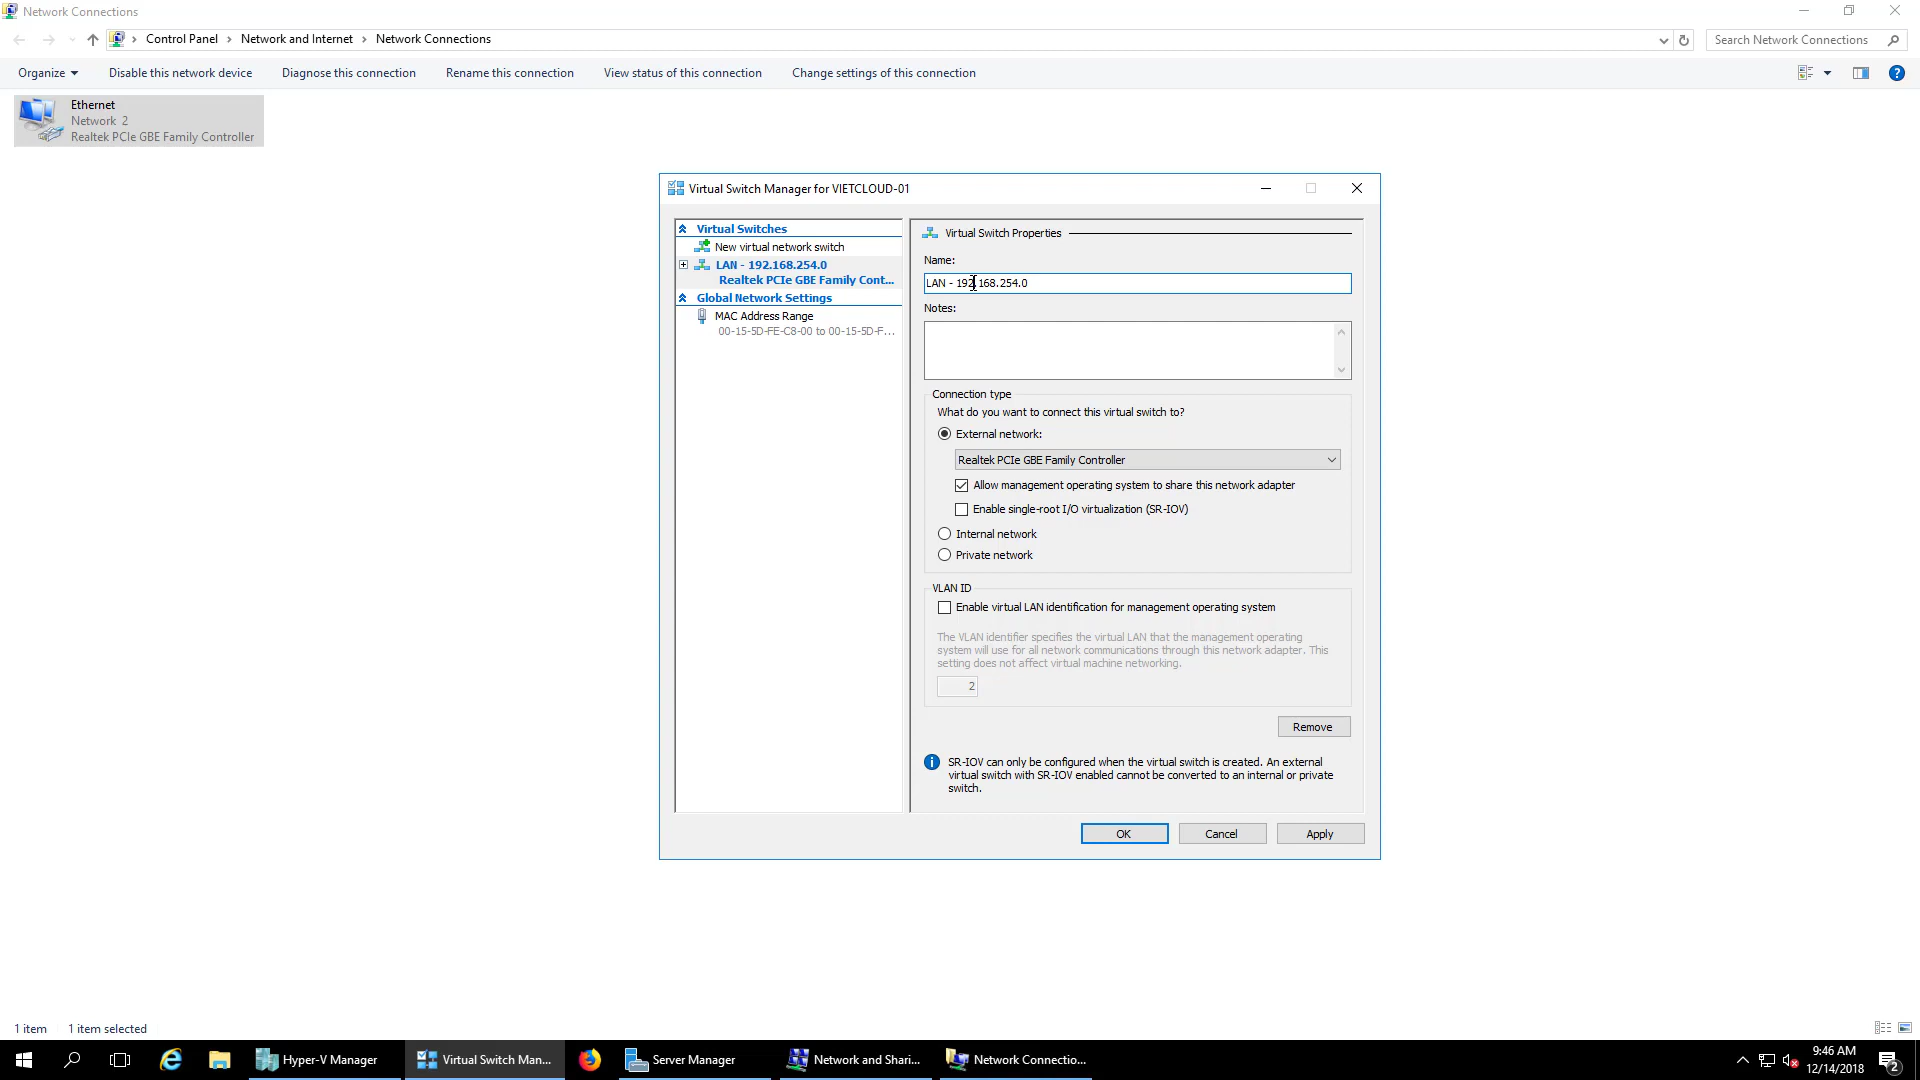 Network Connections
Control Panel > Network and Internet > Network Connections
Search Network Connections
Organize Disable this network device Diagnose this connection Rename this connection View status of this connection Change settings of this connection
Ethernet
Network 2
Realtek PCIe GBE Family Controller
Virtual Switch Manager for VIETCLOUD-01
Virtual Switches
New virtual network switch
LAN - 192.168.254.0
Realtek PCIe GBE Family Cont...
Global Network Settings
MAC Address Range
00-15-5D-FE-C8-00 to 00-15-5D-F...
Virtual Switch Properties
Name:
LAN - 192.168.254.0
Notes:
Connection type
What do you want to connect this virtual switch to?
External network:
Realtek PCIe GBE Family Controller
Allow management operating system to share this network adapter
Enable single-root I/O virtualization (SR-IOV)
Internal network
Private network
VLAN ID
Enable virtual LAN identification for management operating system
The VLAN identifier specifies the virtual LAN that the management operating
system will use for all network communications through this network adapter. This
setting does not affect virtual machine networking.
2
Remove
SR-IOV can only be configured when the virtual switch is created. An external
virtual switch with SR-IOV enabled cannot be converted to an internal or private
switch.
OK Cancel Apply
1 item 1 item selected
Hyper-V Manager Virtual Switch Man... Server Manager Network and Shari... Network Connectio...
9:46 AM
12/14/2018
2